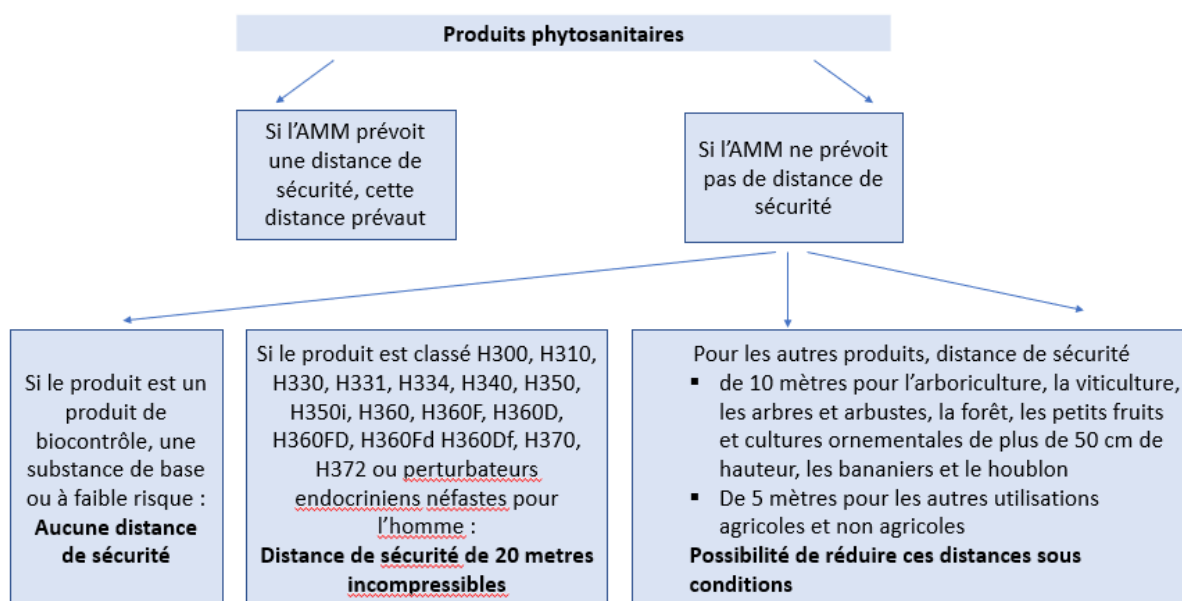 Produits phytosanitaires
Si l’AMM prévoit
une distance de
sécurité, cette
distance prévaut
Si l’AMM ne prévoit
pas de distance de
sécurité
Si le produit est un
produit de
biocontrôle, une
substance de base
ou à faible risque :
Aucune distance
de sécurité
Si le produit est classé H300, H310,
H330, H331, H334, H340, H350,
H350i, H360, H360F, H360D,
H360FD, H360Fd H360Df, H370,
H372 ou perturbateurs
endocriniens néfastes pour
l’homme :
Distance de sécurité de 20 metres
incompressibles
Pour les autres produits, distance de sécurité
▪ de 10 mètres pour l’arboriculture, la viticulture,
les arbres et arbustes, la forêt, les petits fruits
et cultures ornementales de plus de 50 cm de
hauteur, les bananiers et le houblon
▪ De 5 mètres pour les autres utilisations
agricoles et non agricoles
Possibilité de réduire ces distances sous
conditions